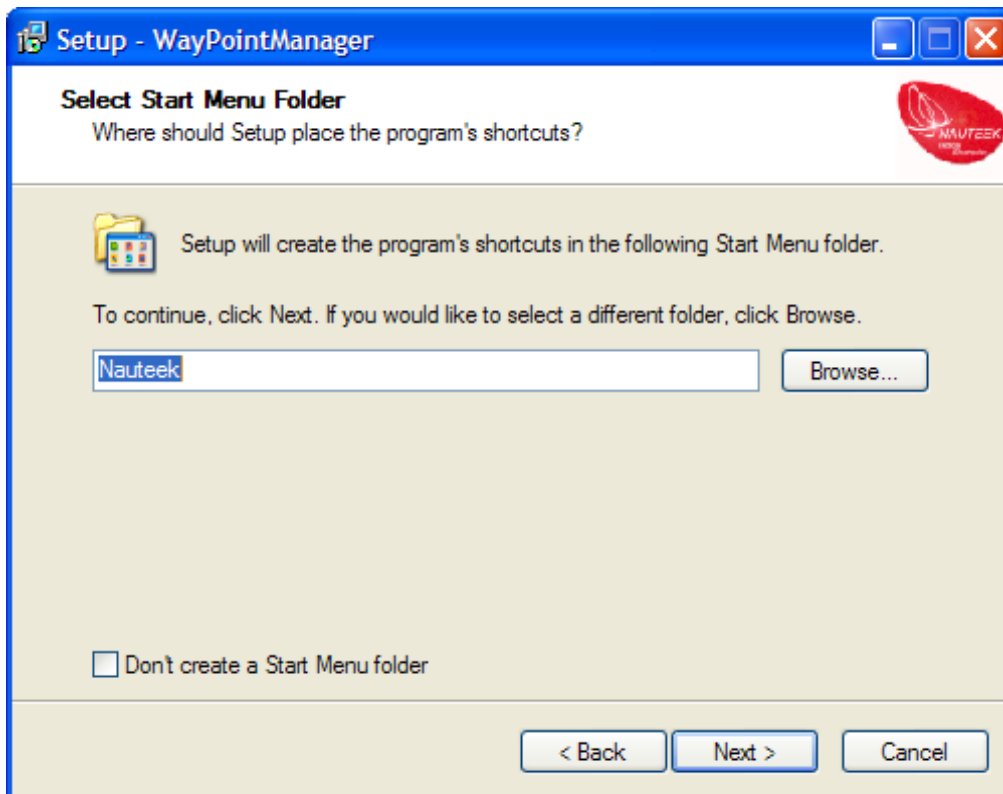 Setup - WayPointManager
Select Start Menu Folder
Where should Setup place the program's shortcuts?
NAUTEEK
Setup will create the program's shortcuts in the following Start Menu folder.
To continue, click Next. If you would like to select a different folder, click Browse.
Nauteek
Browse...
Don't create a Start Menu folder
< Back
Next >
Cancel